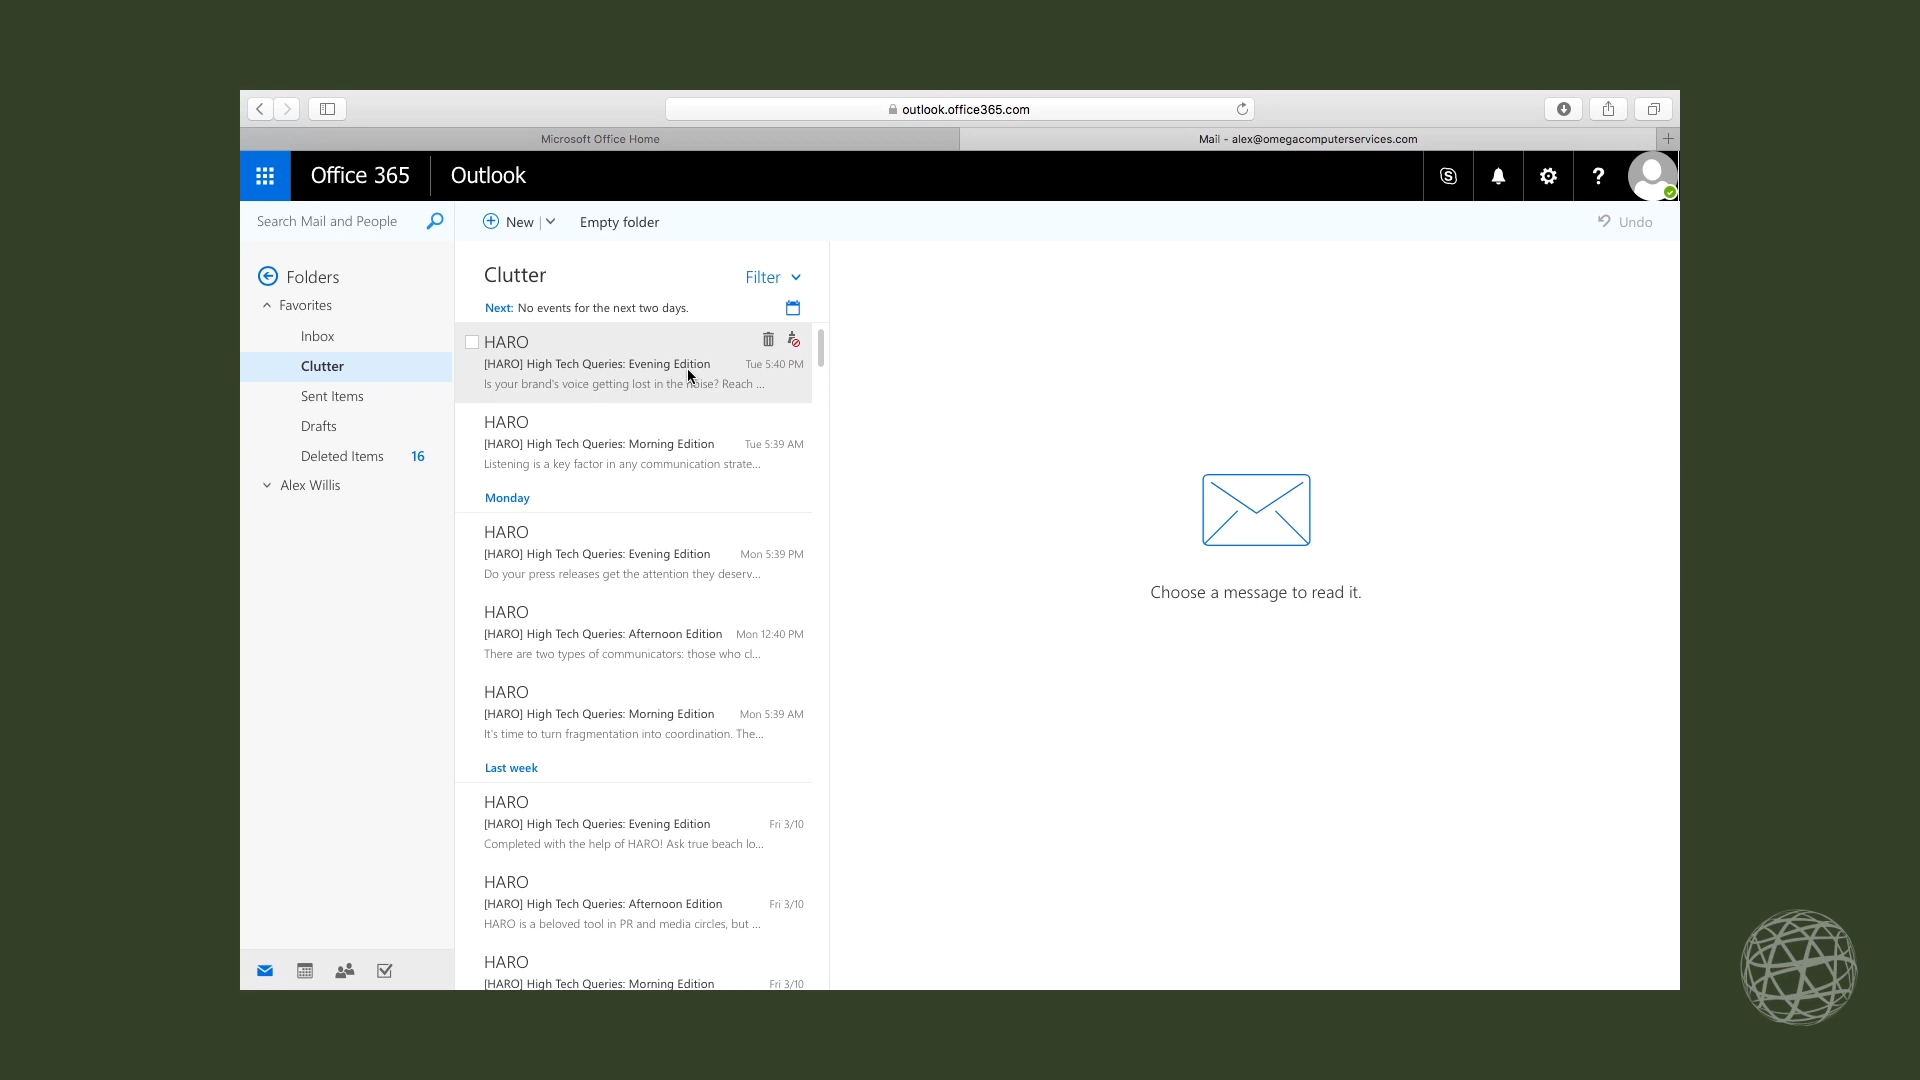 outlook.office365.com
Microsoft Office Home
Mail - alex@omegacomputerservices.com
Office 365
Outlook
Search Mail and People
New
Empty folder
Undo
Folders
Favorites
Inbox
Clutter
Sent Items
Drafts
Deleted Items 16
Alex Willis
Clutter
Filter
Next: No events for the next two days.
HARO
[HARO] High Tech Queries: Evening Edition Tue 5:40 PM
Is your brand's voice getting lost in the noise? Reach ...
HARO
[HARO] High Tech Queries: Morning Edition Tue 5:39 AM
Listening is a key factor in any communication strate...
Monday
HARO
[HARO] High Tech Queries: Evening Edition Mon 5:39 PM
Do your press releases get the attention they deserv...
HARO
[HARO] High Tech Queries: Afternoon Edition Mon 12:40 PM
There are two types of communicators: those who cl...
HARO
[HARO] High Tech Queries: Morning Edition Mon 5:39 AM
It's time to turn fragmentation into coordination. The...
Last week
HARO
[HARO] High Tech Queries: Evening Edition Fri 3/10
Completed with the help of HARO! Ask true beach lo...
HARO
[HARO] High Tech Queries: Afternoon Edition Fri 3/10
HARO is a beloved tool in PR and media circles, but ...
HARO
[HARO] High Tech Queries: Morning Edition Fri 3/10
Choose a message to read it.